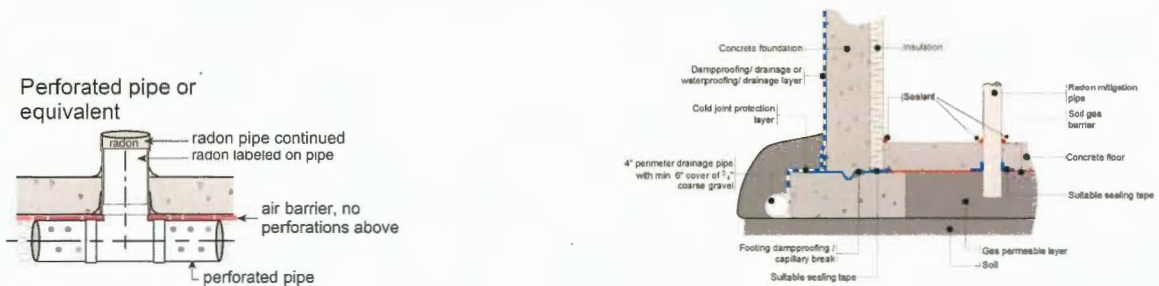 Perforated pipe or
equivalent
radon
radon pipe continued
radon labeled on pipe
air barrier, no
perforations above
perforated pipe
Concrete foundation
Insulation
Dampproofing/ drainage or
waterproofing/ drainage layer
Sealant
Radon mitigation
pipe
Cold joint protection
layer
Soil gas
barrier
Concrete floor
4" perimeter drainage pipe
with min 6" cover of ¾"
coarse gravel
Suitable sealing tape
Footing dampproofing /
capillary break
Gas permeable layer
Soil
Suitable sealing tape